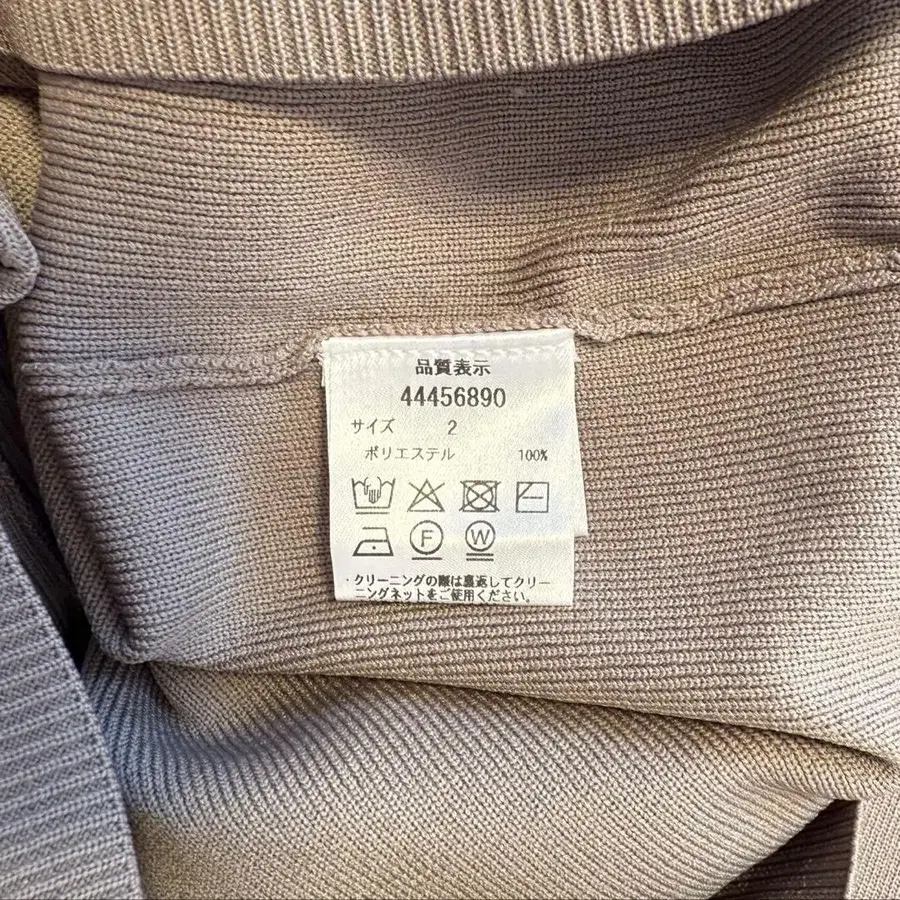 品質表示
44456890
サイズ 2
ポリエステル 100%
F W
・クリーニングの際は裏返してクリー
ニングネットをご使用ください。